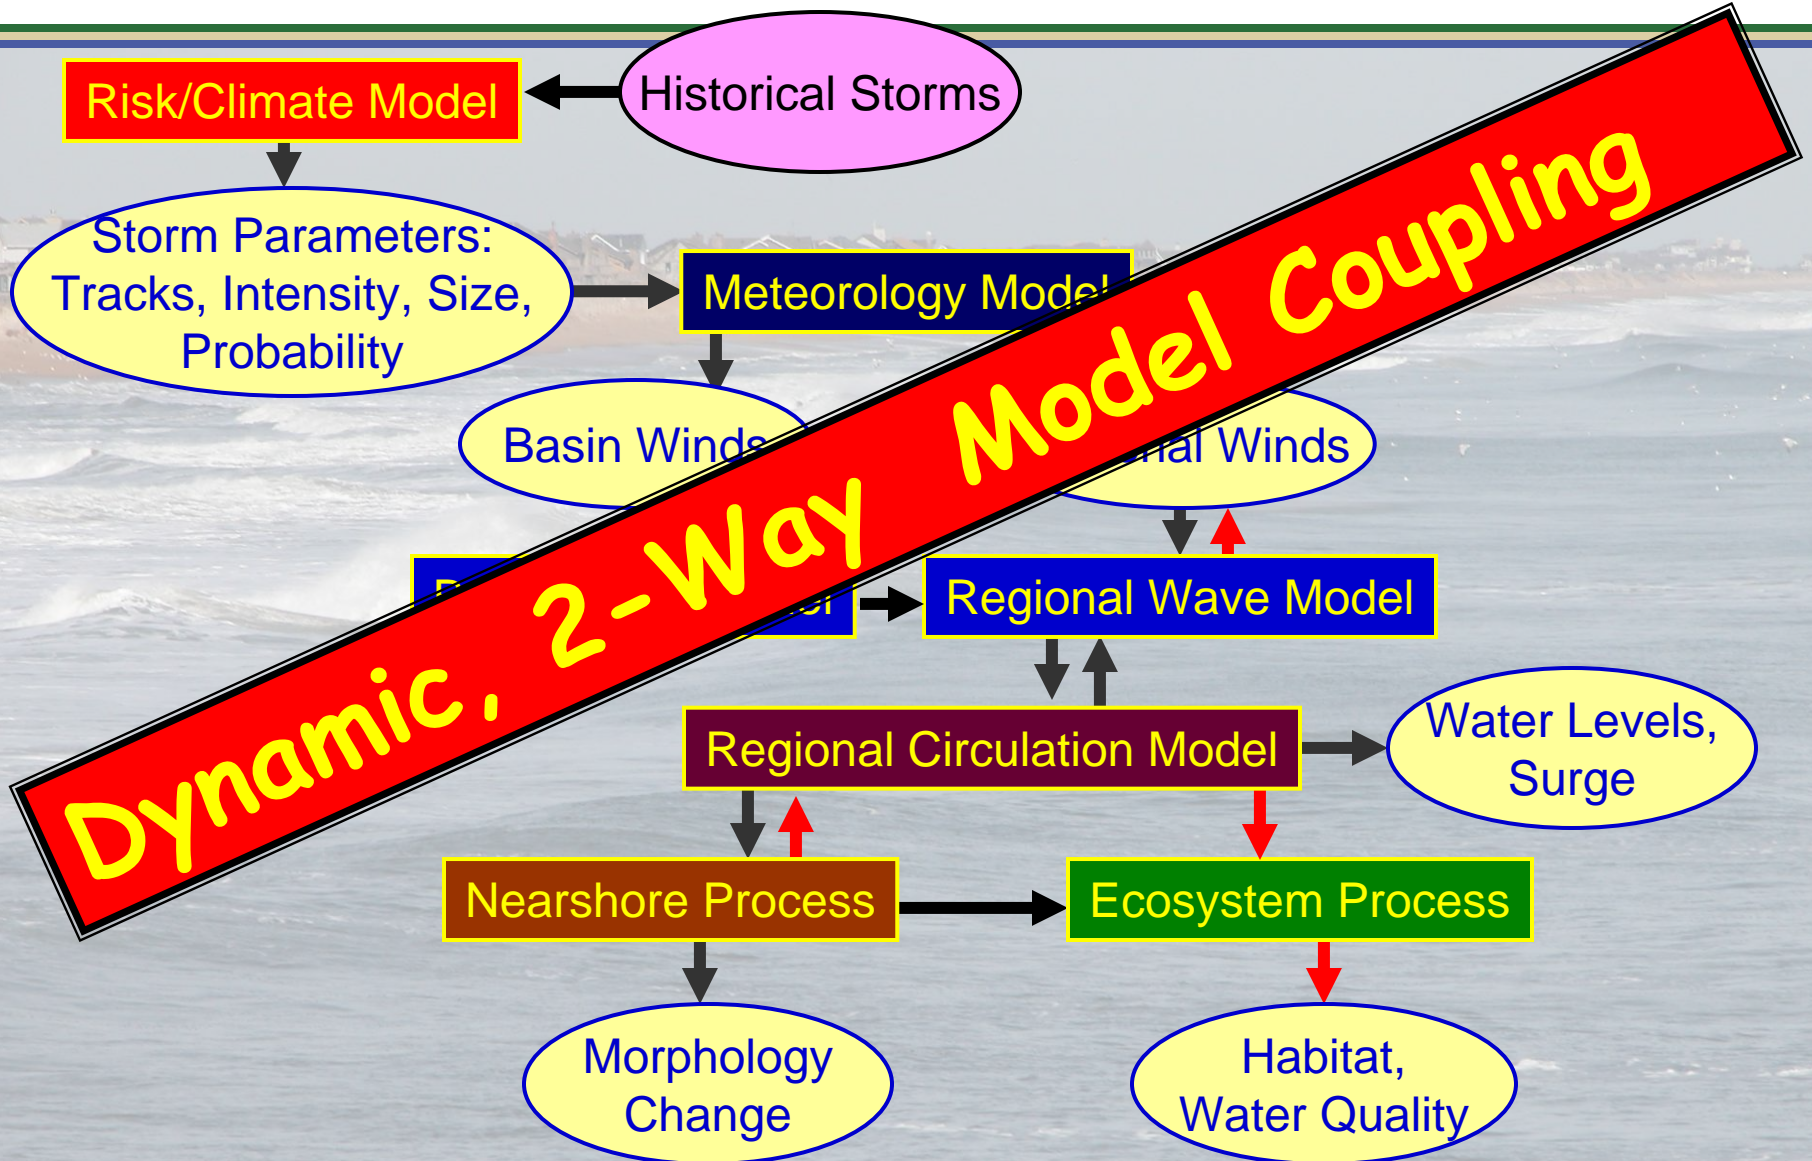 Historical Storms
Risk/Climate Model
Storm Parameters:
Tracks, Intensity, Size,
Probability
Meteorology Model
Dynamic, 2-Way Model Coupling
Basin Winds
Winds
Regional Wave Model
Regional Circulation Model
Water Levels,
Surge
Nearshore Process
Ecosystem Process
Morphology
Change
Habitat,
Water Quality